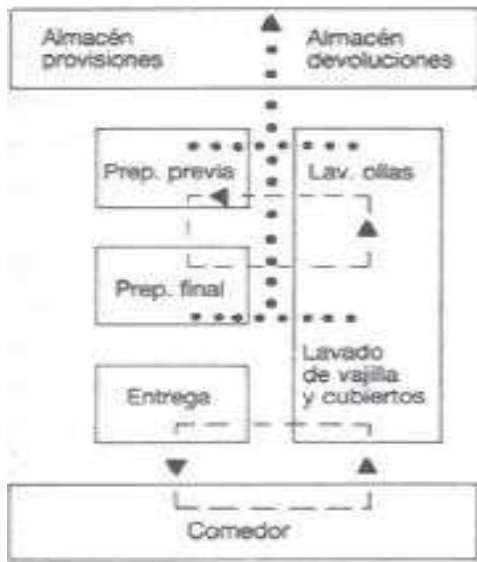 Almacén
provisiones
Almacén
devoluciones
Prep. previa
Lav. ollas
Prep. final
Lavado
de vajilla
y cubiertos
Entrega
Comedor